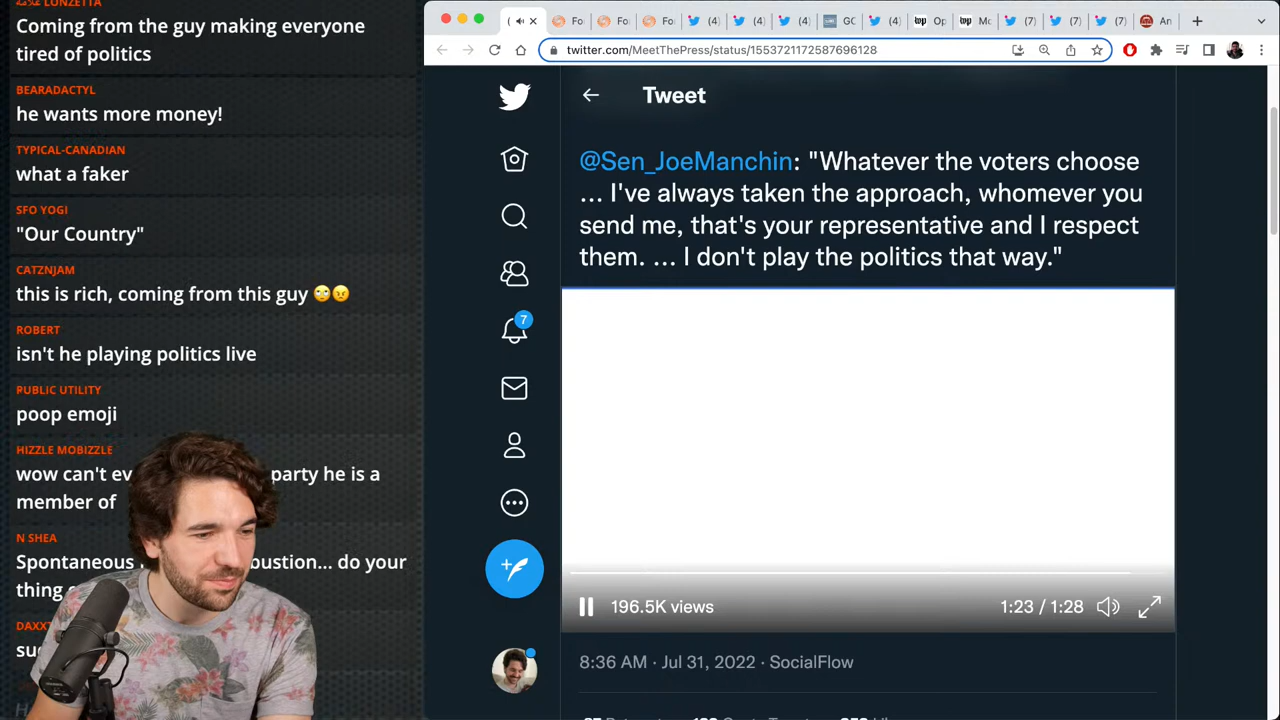 LUNZETTA
Coming from the guy making everyone
tired of politics
BEARADACTYL
he wants more money!
TYPICAL-CANADIAN
what a faker
SFO YOGI
"Our Country"
CATZNJAM
this is rich, coming from this guy 🙄😠
ROBERT
isn't he playing politics live
PUBLIC UTILITY
poop emoji
HIZZLE MOBIZZLE
wow can't party he is a
member of
N SHEA
Spontaneous do your
thing
twitter.com/MeetThePress/status/1553721172587696128
Tweet
@Sen_JoeManchin: "Whatever the voters choose
... I've always taken the approach, whomever you
send me, that's your representative and I respect
them. ... I don't play the politics that way."
7
196.5K views
1:23 / 1:28
8:36 AM · Jul 31, 2022 · SocialFlow